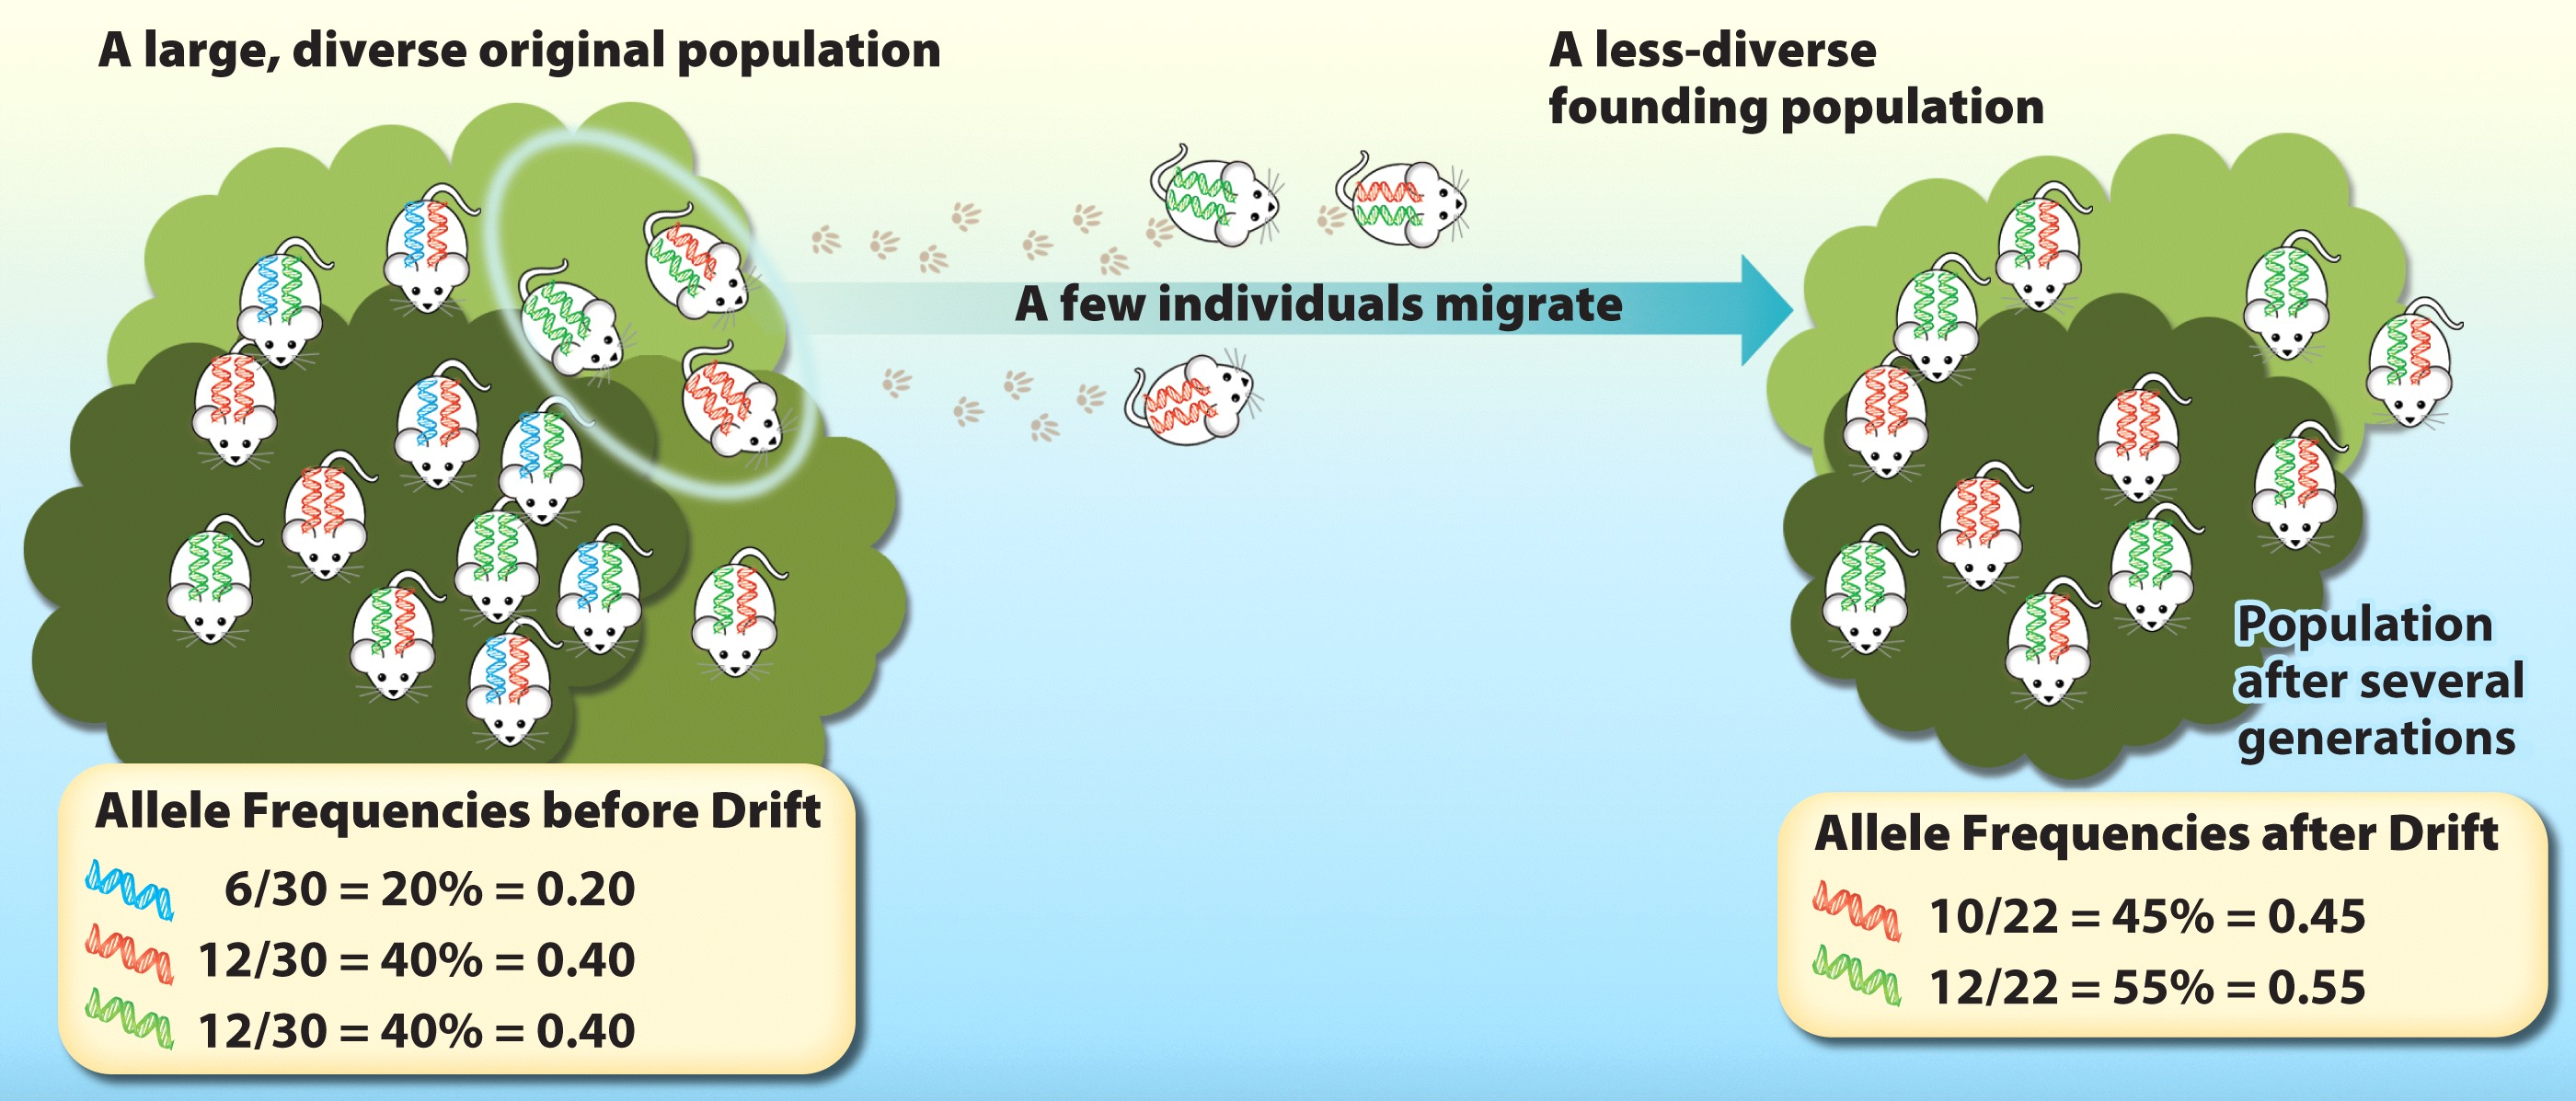 A large, diverse original population
A less-diverse
founding population
A few individuals migrate
Population
after several
generations
Allele Frequencies before Drift
6/30 = 20% = 0.20
12/30 = 40% = 0.40
12/30 = 40% = 0.40
Allele Frequencies after Drift
10/22 = 45% = 0.45
12/22 = 55% = 0.55